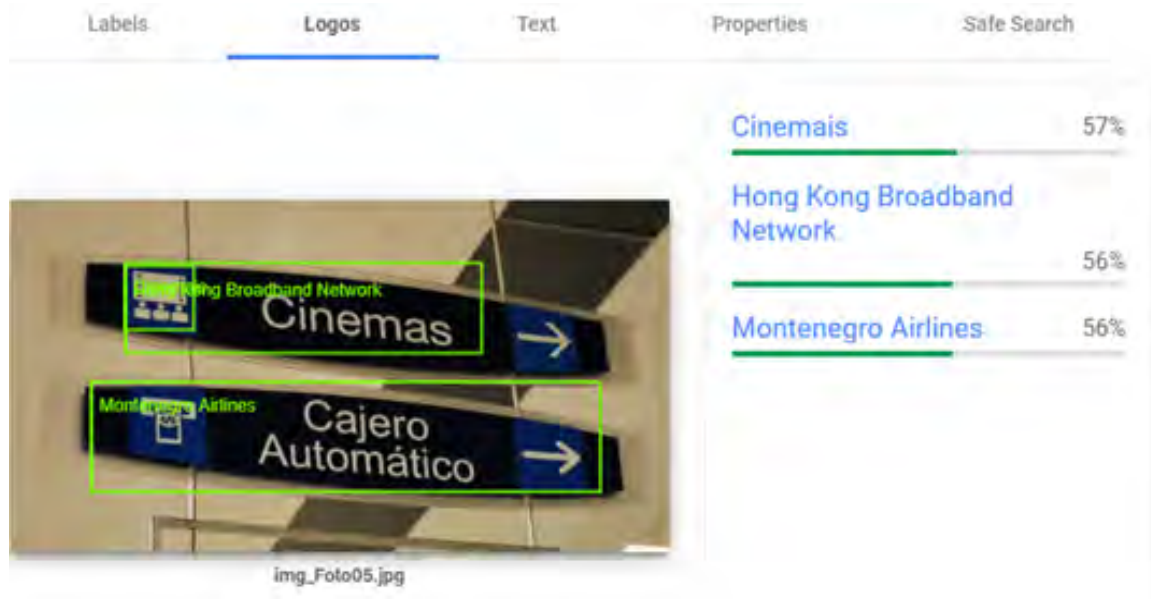 Labels Logos Text Properties Safe Search
Cinemais 57%
Hong Kong Broadband
Network
56%
Montenegro Airlines 56%
Hong Kong Broadband Network
Cinemas
Montenegro Airlines
Cajero
Automático
img_Foto05.jpg